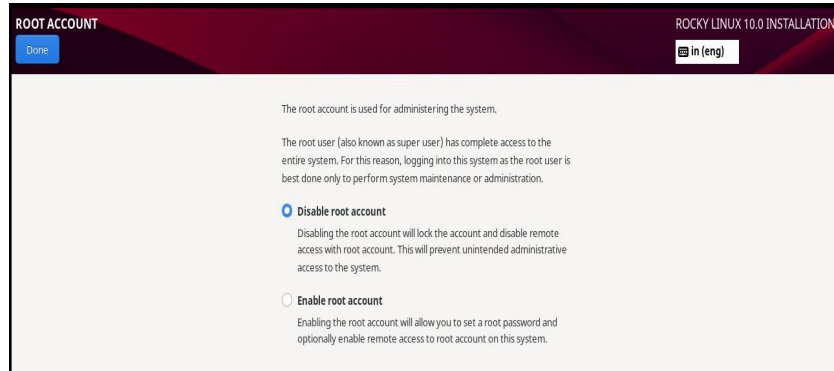 ROOT ACCOUNT
ROCKY LINUX 10.0 INSTALLATION
Done
in (eng)
The root account is used for administering the system.
The root user (also known as super user) has complete access to the
entire system. For this reason, logging into this system as the root user is
best done only to perform system maintenance or administration.
Disable root account
Disabling the root account will lock the account and disable remote
access with root account. This will prevent unintended administrative
access to the system.
Enable root account
Enabling the root account will allow you to set a root password and
optionally enable remote access to root account on this system.